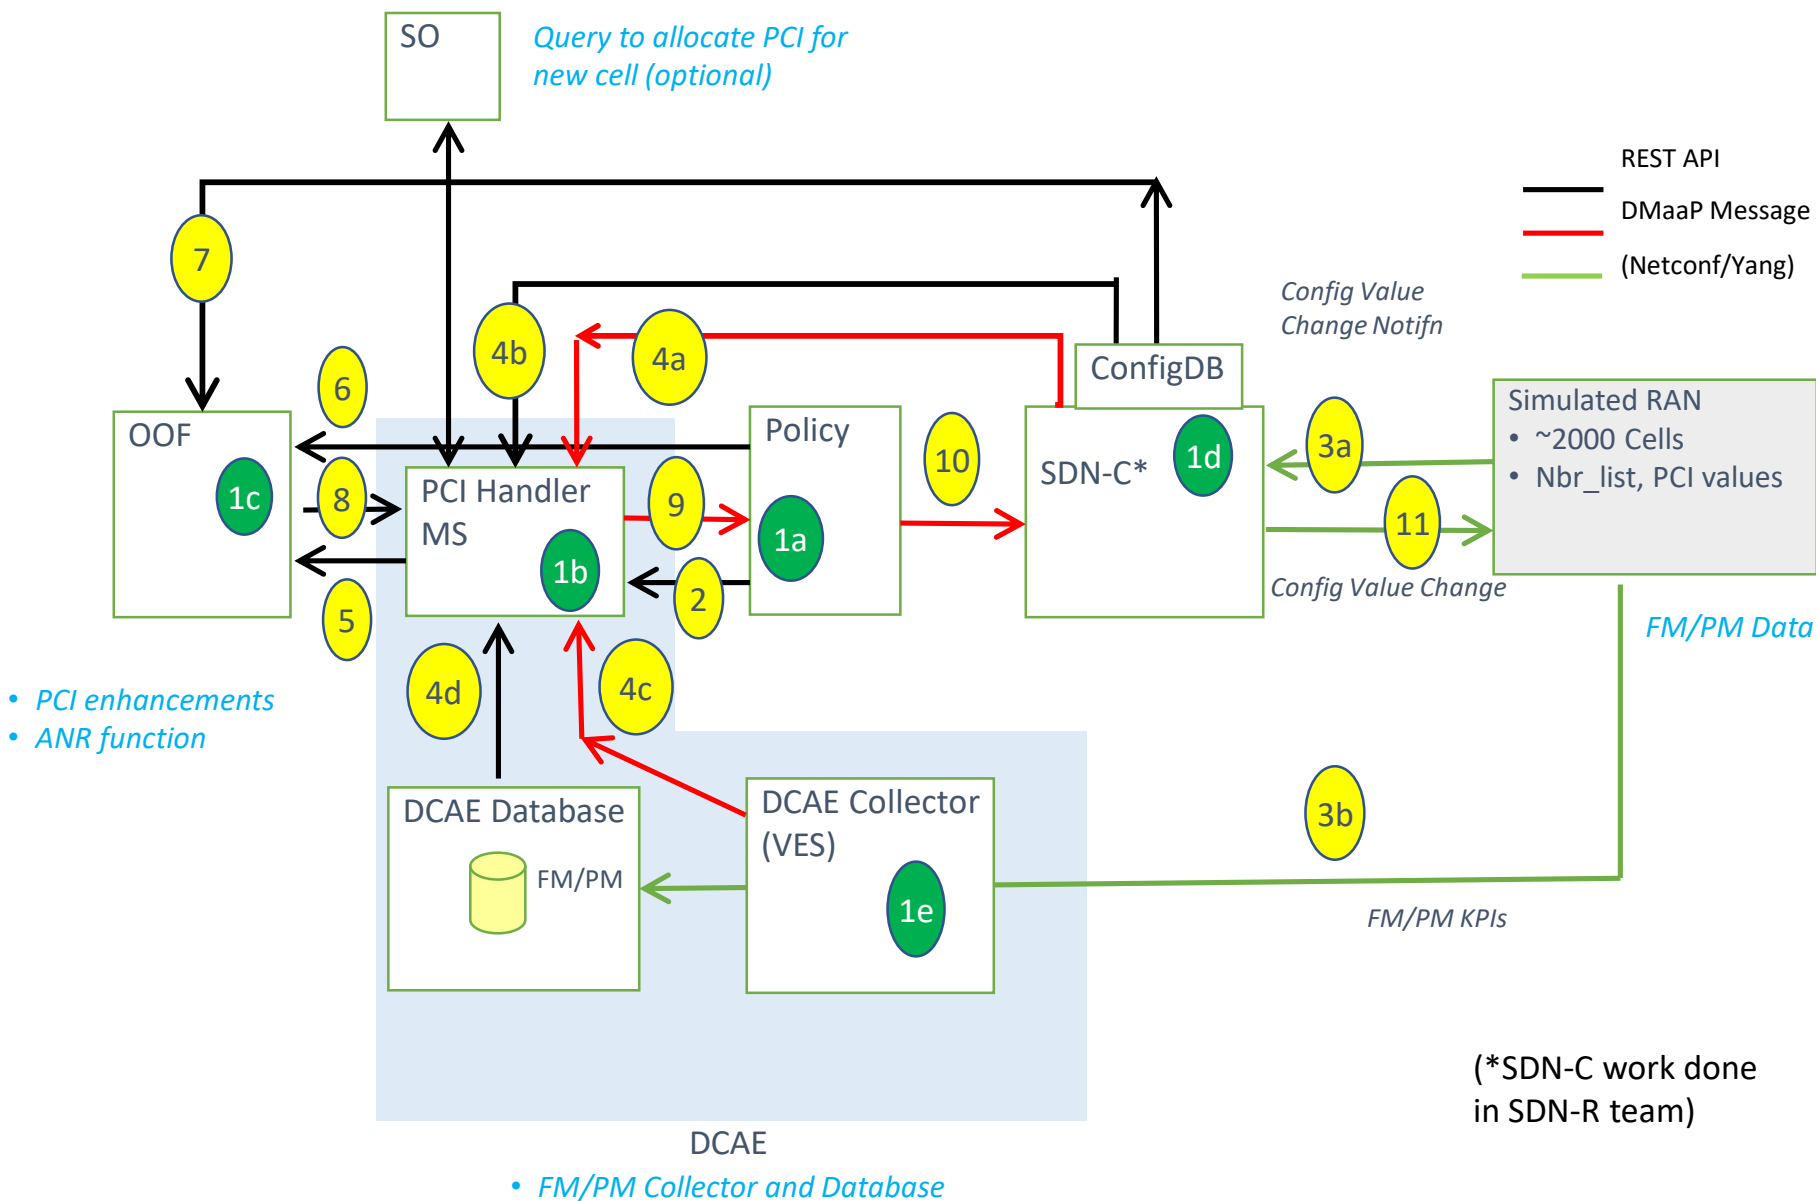 SO
Query to allocate PCI for
new cell (optional)
REST API
DMaaP Message
(Netconf/Yang)
7
4b
4a
Config Value
Change Notifn
ConfigDB
6
OOF
1c
8
5
PCI Handler
MS
1b
9
2
Policy
1a
10
SDN-C*
1d
3a
11
Config Value Change
Simulated RAN
• ~2000 Cells
• Nbr_list, PCI values
FM/PM Data
• PCI enhancements
• ANR function
4d
4c
DCAE Database
FM/PM
DCAE Collector
(VES)
1e
3b
FM/PM KPIs
(*SDN-C work done
in SDN-R team)
DCAE
• FM/PM Collector and Database